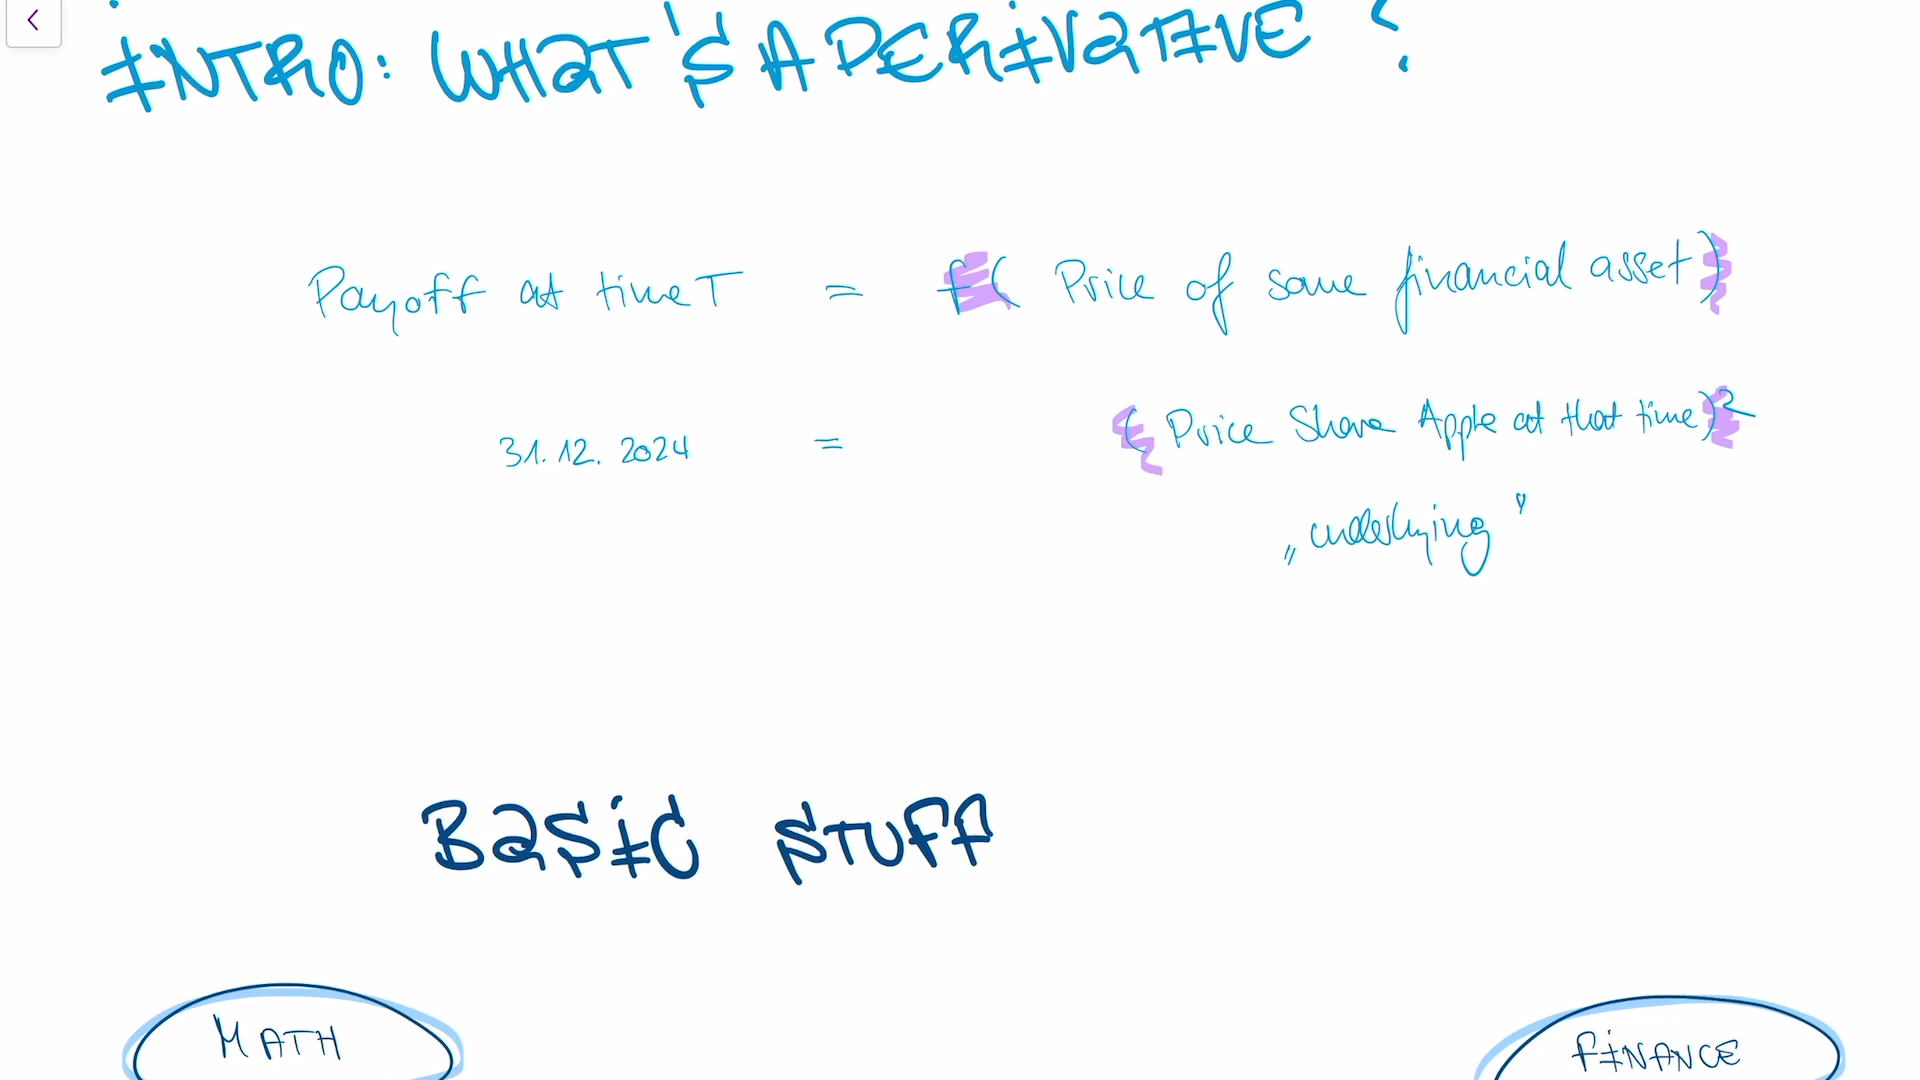 INTRO: WHAT'S A DERIVATIVE?
Payoff at time T = f( Price of some financial asset)
31.12.2024 = ( Price Share Apple at that time)²
„underlying"
BASIC STUFF
MATH
FINANCE